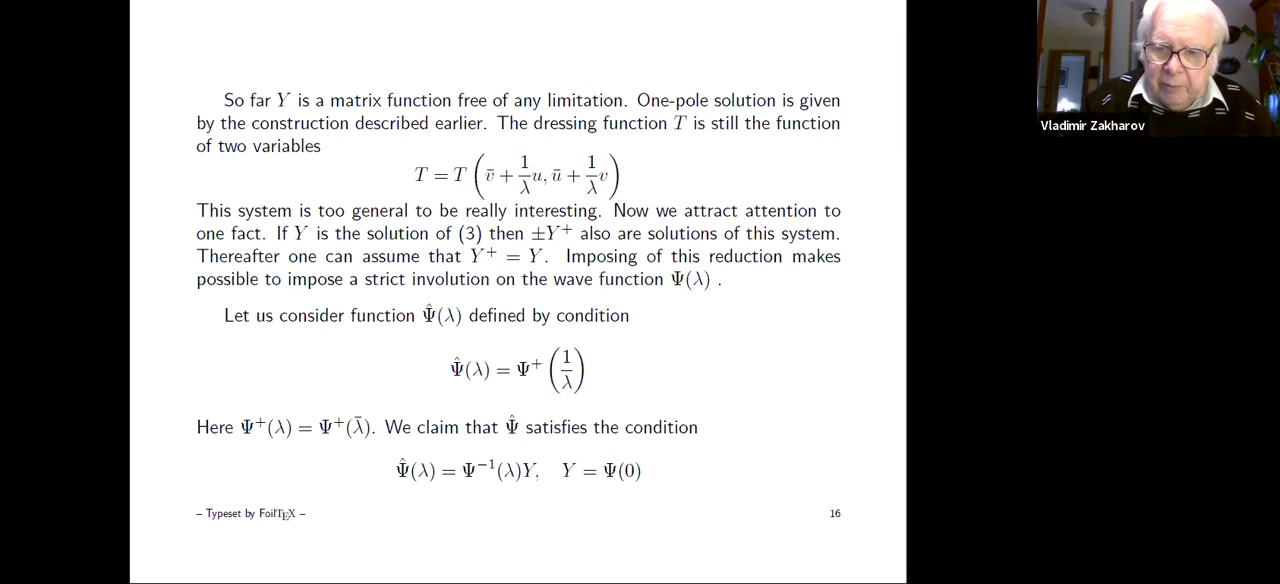 So far Y is a matrix function free of any limitation. One-pole solution is given
by the construction described earlier. The dressing function T is still the function
of two variables
T = T ( v̄ + 1/λ u, ū + 1/λ v )
This system is too general to be really interesting. Now we attract attention to
one fact. If Y is the solution of (3) then ±Y⁺ also are solutions of this system.
Thereafter one can assume that Y⁺ = Y. Imposing of this reduction makes
possible to impose a strict involution on the wave function Ψ(λ) .
Let us consider function Ψ̂(λ) defined by condition
Ψ̂(λ) = Ψ⁺ ( 1/λ )
Here Ψ⁺(λ) = Ψ⁺(λ̄). We claim that Ψ̂ satisfies the condition
Ψ̂(λ) = Ψ⁻¹(λ)Y, Y = Ψ(0)
– Typeset by FoilTEX – 16
Vladimir Zakharov